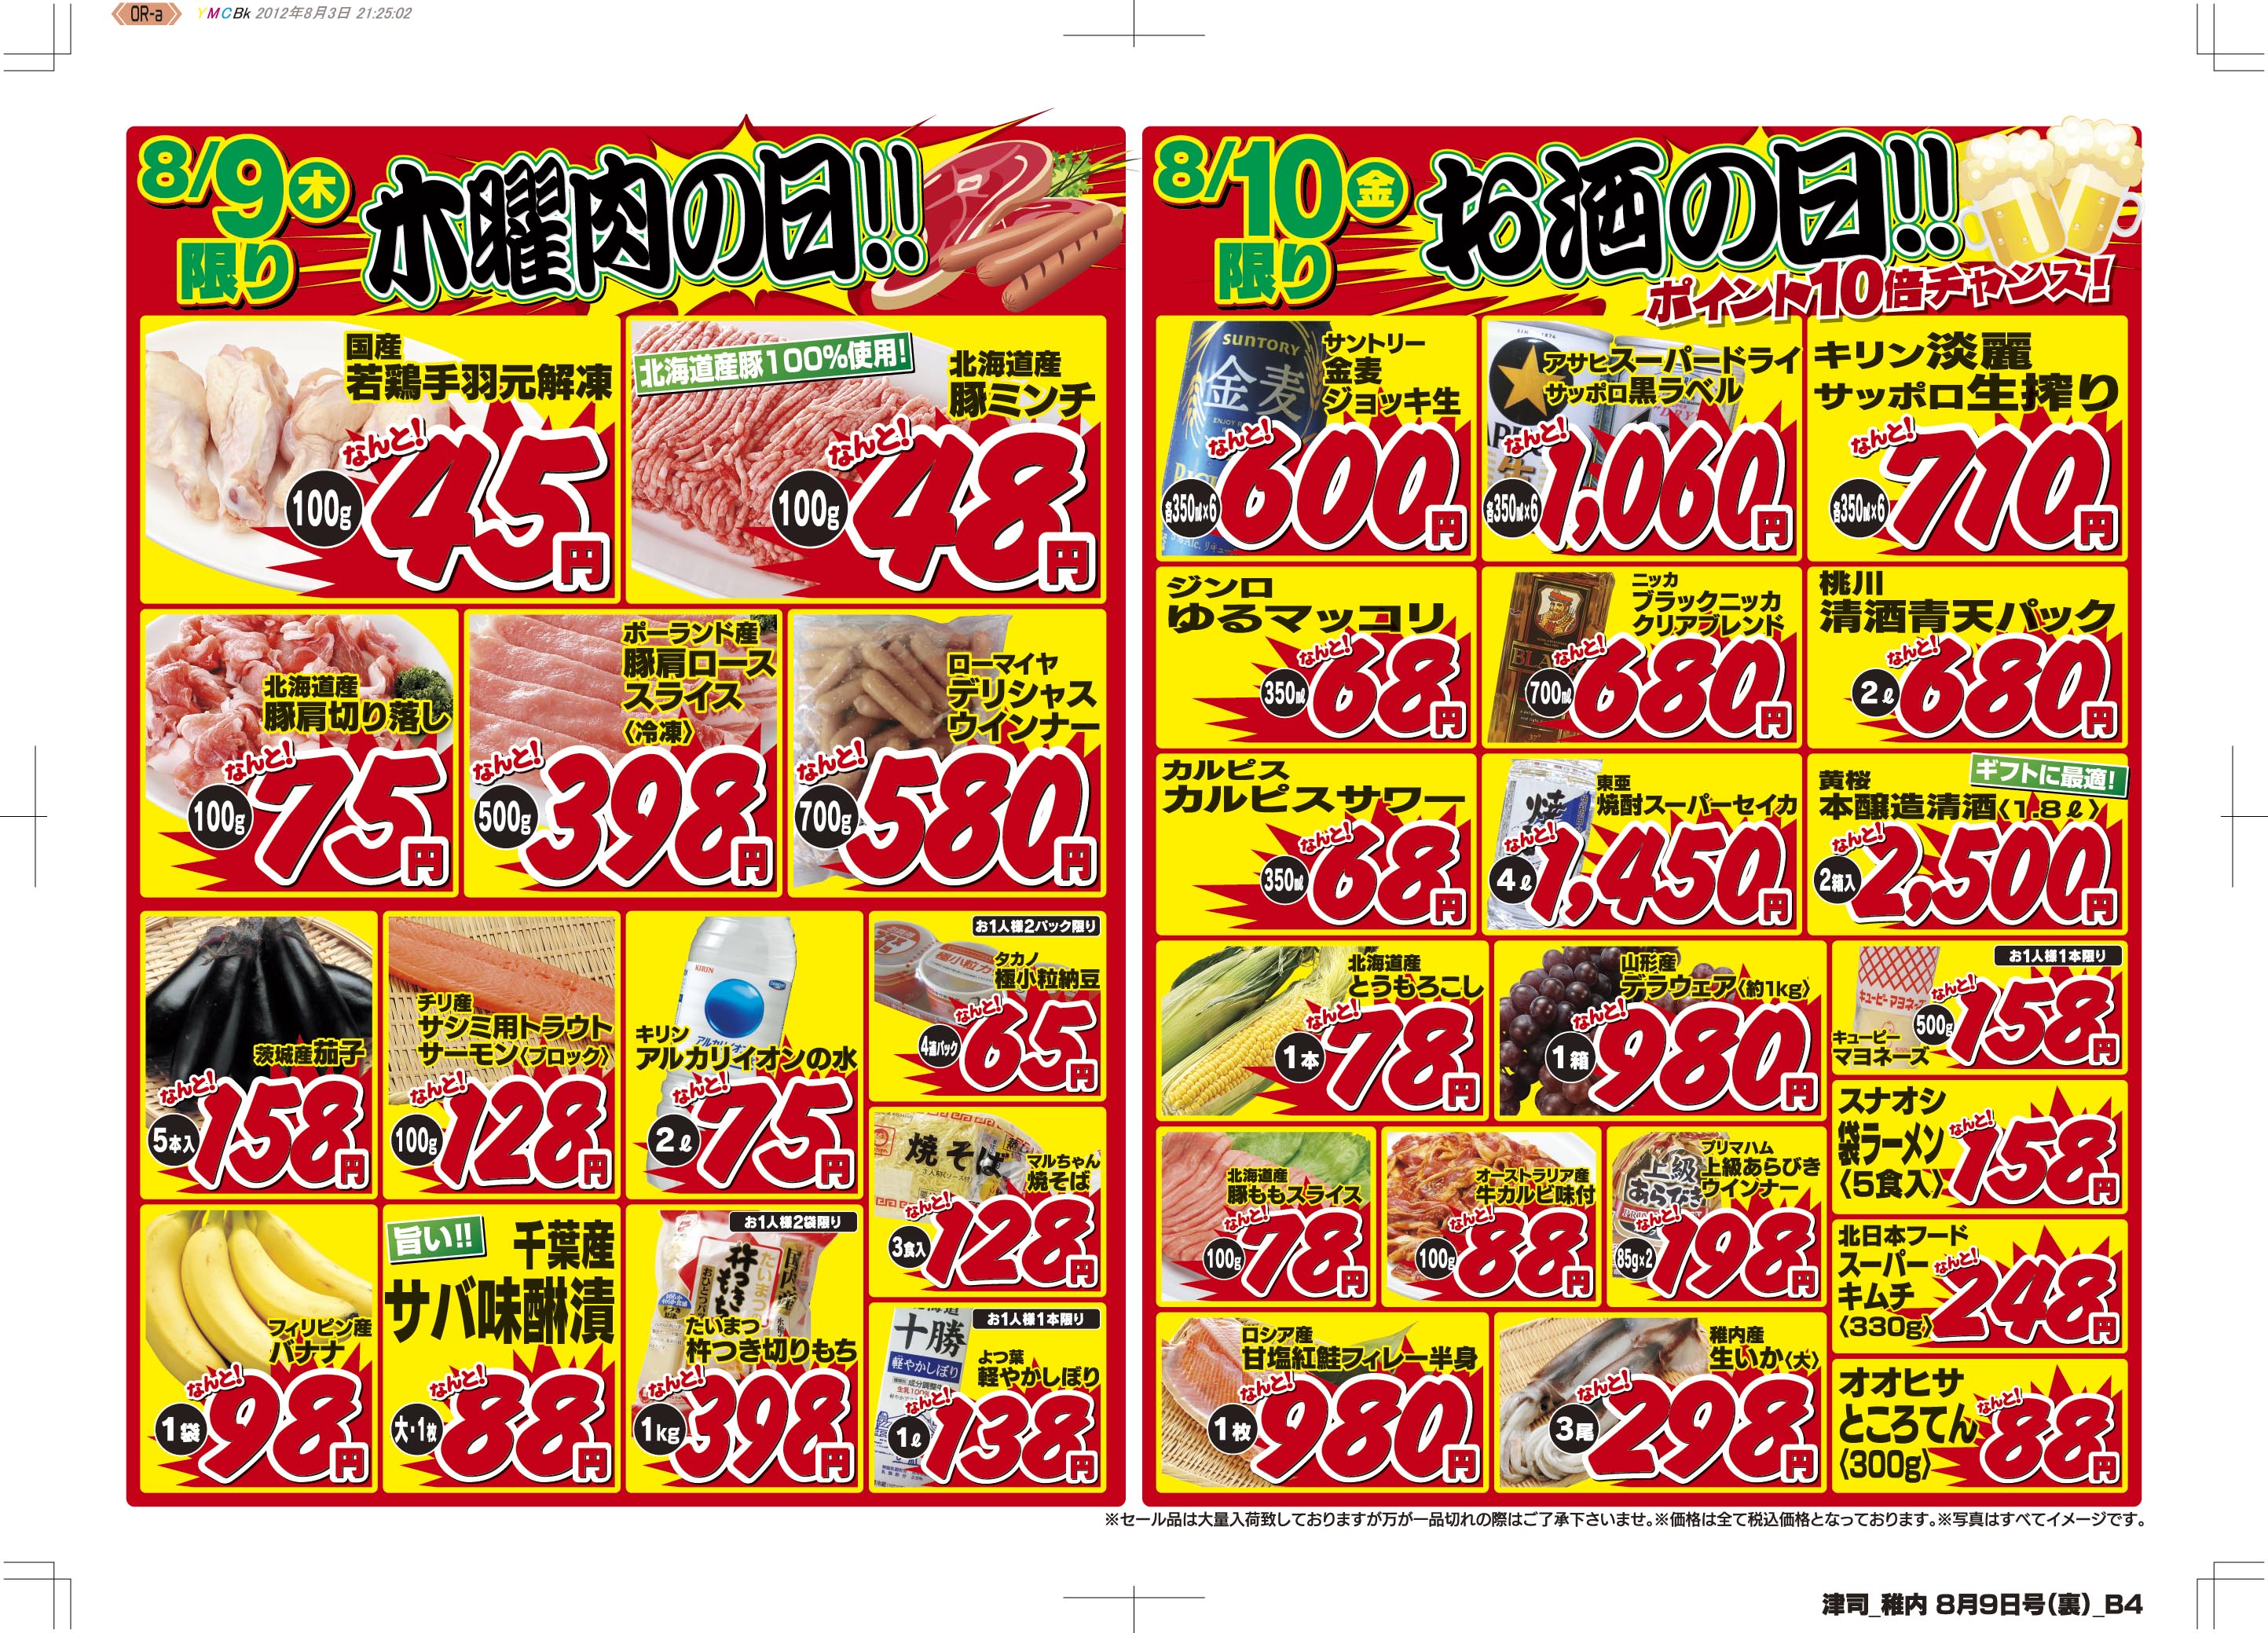 OR-a YMCBk 2012年8月3日 21:25:02
8/9木
限り
木曜肉の日!!
国産
若鶏手羽元解凍
なんと!
100g
45円
北海道産豚100%使用!
北海道産
豚ミンチ
なんと!
100g
48円
北海道産
豚肩切り落し
なんと!
100g
75円
ポーランド産
豚肩ロース
スライス
〈冷凍〉
なんと!
500g
398円
ローマイヤ
デリシャス
ウインナー
なんと!
700g
580円
茨城産茄子
なんと!
5本入
158円
チリ産
サシミ用トラウト
サーモン〈ブロック〉
なんと!
100g
128円
KIRIN
キリン
アルカリイオンの水
なんと!
2ℓ
75円
お1人様2パック限り
タカノ
極小粒納豆
なんと!
4連パック
65円
焼そば
マルちゃん
焼そば
なんと!
3食入
128円
フィリピン産
バナナ
なんと!
1袋
98円
旨い!!
千葉産
サバ味醂漬
なんと!
大・1枚
88円
お1人様2袋限り
国内産
たいまつ
杵つき
もち
たいまつ
杵つき切りもち
なんと!
1kg
398円
お1人様1本限り
十勝
軽やかしぼり
よつ葉
軽やかしぼり
なんと!
1ℓ
138円
8/10金
限り
お酒の日!!
ポイント10倍チャンス!
SUNTORY
金麦
サントリー
金麦
ジョッキ生
なんと!
各350㎖×6
600円
アサヒスーパードライ
サッポロ黒ラベル
なんと!
各350㎖×6
1,060円
キリン淡麗
サッポロ生搾り
なんと!
各350㎖×6
710円
ジンロ
ゆるマッコリ
なんと!
350㎖
68円
ニッカ
ブラックニッカ
クリアブレンド
なんと!
700㎖
680円
桃川
清酒青天パック
なんと!
2ℓ
680円
カルピス
カルピスサワー
なんと!
350㎖
68円
東亜
焼酎スーパーセイカ
なんと!
4ℓ
1,450円
ギフトに最適!
黄桜
本醸造清酒〈1.8ℓ〉
なんと!
2箱入
2,500円
北海道産
とうもろこし
なんと!
1本
78円
山形産
デラウエア〈約1kg〉
なんと!
1箱
980円
お1人様1本限り
キユーピー マヨネーズ
キューピー
マヨネーズ
なんと!
500g
158円
スナオシ
袋ラーメン
〈5食入〉
なんと!
158円
北海道産
豚ももスライス
なんと!
100g
78円
オーストラリア産
牛カルビ味付
なんと!
100g
88円
上級
あらびき
プリマハム
上級あらびき
ウインナー
なんと!
85g×2
198円
北日本フード
スーパー
キムチ
〈330g〉
なんと!
248円
ロシア産
甘塩紅鮭フィレー半身
なんと!
1枚
980円
稚内産
生いか〈大〉
なんと!
3尾
298円
オオヒサ
ところてん
〈300g〉
なんと!
88円
※セール品は大量入荷致しておりますが万が一品切れの際はご了承下さいませ。※価格は全て税込価格となっております。※写真はすべてイメージです。
津司_稚内 8月9日号(裏)_B4